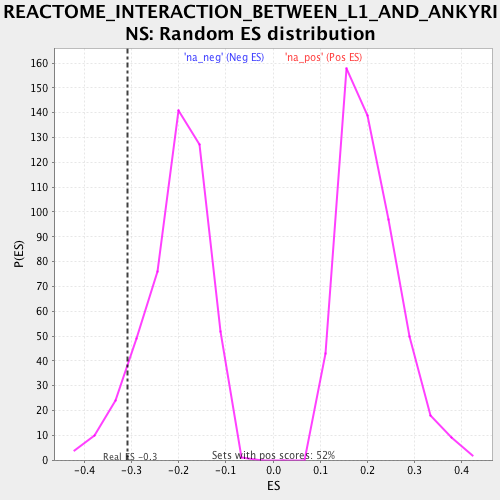 REACTOME_INTERACTION_BETWEEN_L1_AND_ANKYRI
NS: Random ES distribution
'na_neg' (Neg ES) 'na_pos' (Pos ES)
160
150
140
130
120
110
100
90
80
70
60
50
40
30
20
10
0
P(ES)
Real ES -0.3
Sets with pos scores: 52%
-0.4 -0.3 -0.2 -0.1 0.0 0.1 0.2 0.3 0.4
ES